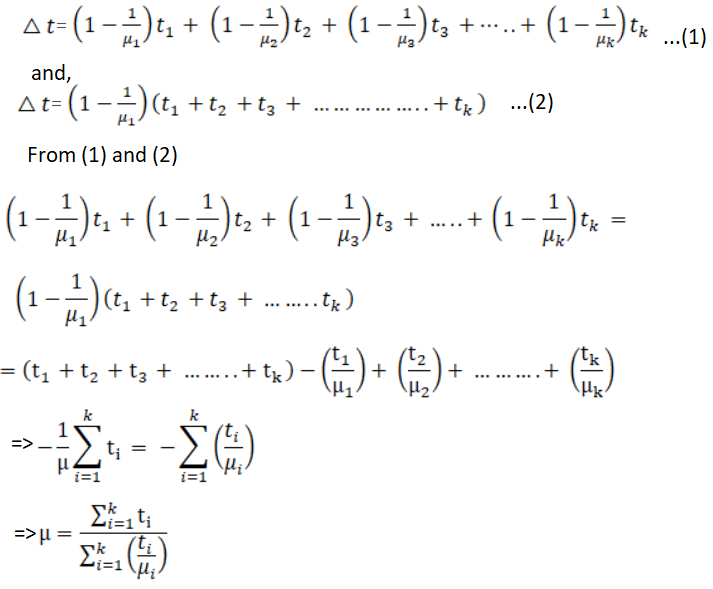 △ t= (1 − 1/μ₁)t₁ + (1 − 1/μ₂)t₂ + (1 − 1/μ₃)t₃ + ..... + (1 − 1/μₖ)tₖ ...(1)
and,
△ t= (1 − 1/μ₁)(t₁ + t₂ + t₃ + ... ... ... ... ... .. + tₖ) ...(2)
From (1) and (2)
(1 − 1/μ₁)t₁ + (1 − 1/μ₂)t₂ + (1 − 1/μ₃)t₃ + ..... + (1 − 1/μₖ)tₖ =
(1 − 1/μ₁)(t₁ + t₂ + t₃ + ... ... .. tₖ)
= (t₁ + t₂ + t₃ + ... ... .. + tₖ) − (t₁/μ₁) + (t₂/μ₂) + ... ... ... . + (tₖ/μₖ)
=> − 1/μ ∑ᵢ₌₁ᵏ tᵢ = − ∑ᵢ₌₁ᵏ (tᵢ/μᵢ)
=> μ = ∑ᵢ₌₁ᵏ tᵢ / ∑ᵢ₌₁ᵏ (tᵢ/μᵢ)